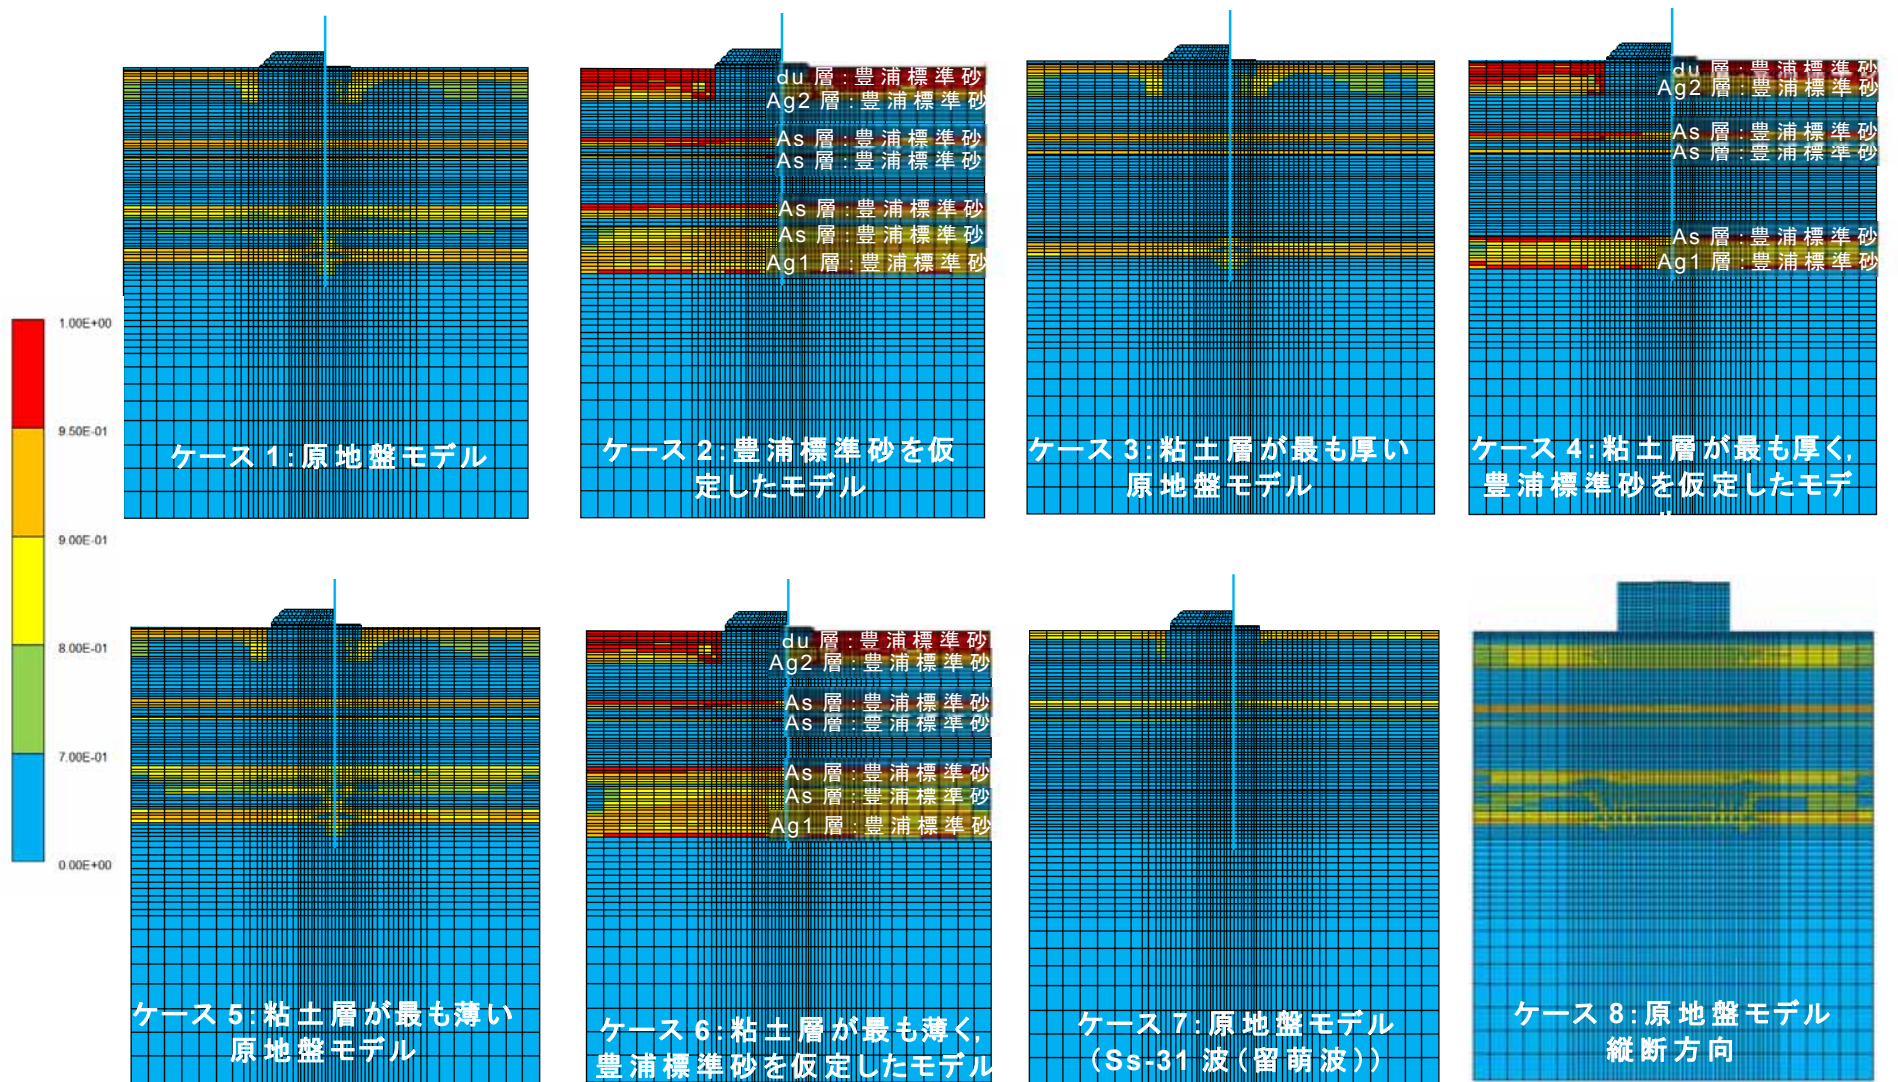 du 層:豊浦標準砂
Ag2 層:豊浦標準砂
As 層:豊浦標準砂
As 層:豊浦標準砂
As 層:豊浦標準砂
As 層:豊浦標準砂
Ag1 層:豊浦標準砂
du 層:豊浦標準砂
Ag2 層:豊浦標準砂
As 層:豊浦標準砂
As 層:豊浦標準砂
As 層:豊浦標準砂
Ag1 層:豊浦標準砂
ケース 1:原地盤モデル
ケース 2:豊浦標準砂を仮
定したモデル
ケース 3:粘土層が最も厚い
原地盤モデル
ケース 4:粘土層が最も厚く,
豊浦標準砂を仮定したモデ
1.00E+00
9.50E-01
9.00E-01
8.00E-01
7.00E-01
0.00E+00
du 層:豊浦標準砂
Ag2 層:豊浦標準砂
As 層:豊浦標準砂
As 層:豊浦標準砂
As 層:豊浦標準砂
As 層:豊浦標準砂
Ag1 層:豊浦標準砂
ケース 5:粘土層が最も薄い
原地盤モデル
ケース 6:粘土層が最も薄く,
豊浦標準砂を仮定したモデル
ケース 7:原地盤モデル
(Ss-31 波(留萌波))
ケース 8:原地盤モデル
縦断方向